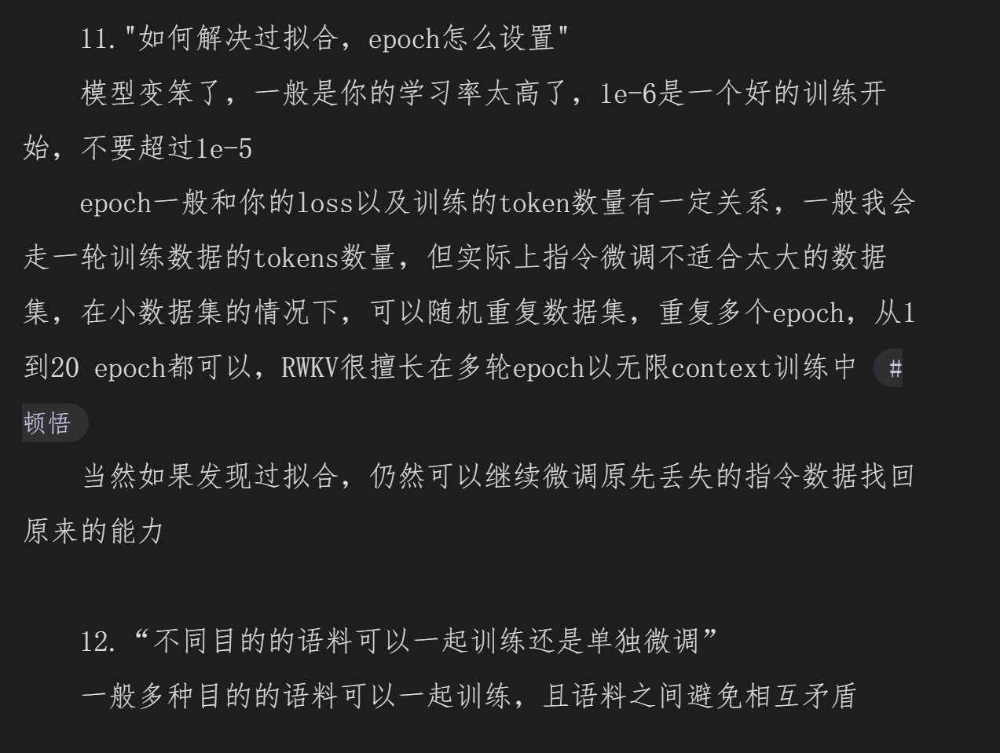 11."如何解决过拟合，epoch怎么设置"
模型变笨了，一般是你的学习率太高了，1e-6是一个好的训练开
始，不要超过1e-5
epoch一般和你的loss以及训练的token数量有一定关系，一般我会
走一轮训练数据的tokens数量，但实际上指令微调不适合太大的数据
集，在小数据集的情况下，可以随机重复数据集，重复多个epoch，从1
到20 epoch都可以，RWKV很擅长在多轮epoch以无限context训练中 #
顿悟
当然如果发现过拟合，仍然可以继续微调原先丢失的指令数据找回
原来的能力
12.“不同目的的语料可以一起训练还是单独微调”
一般多种目的的语料可以一起训练，且语料之间避免相互矛盾